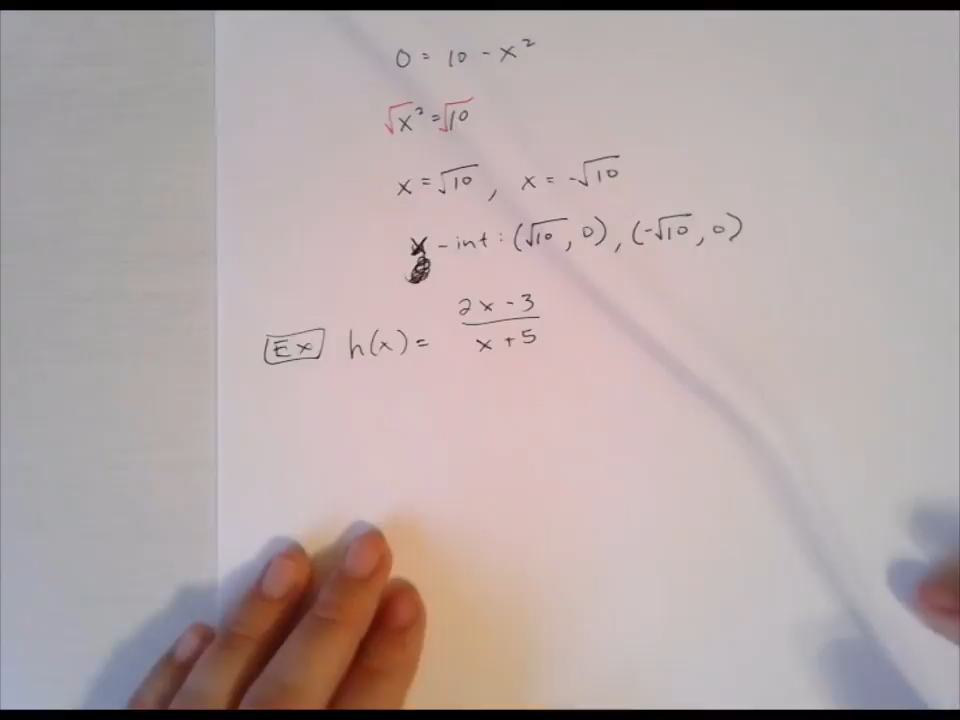 0 = 10 - x²
√x² = √10
x = √10 , x = -√10
x - int : (√10 , 0) , (-√10 , 0)
Ex h(x) = (2x - 3)/(x + 5)